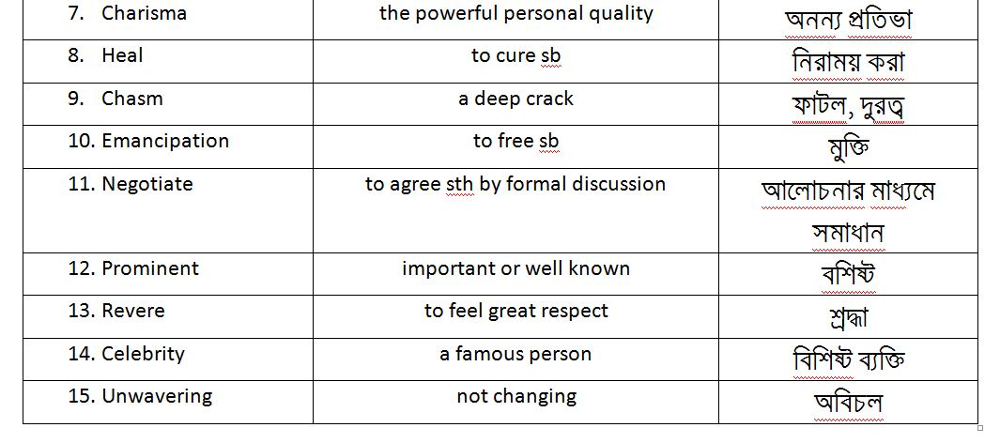 7. Charisma the powerful personal quality অনন্য প্রতিভা
8. Heal to cure sb নিরাময় করা
9. Chasm a deep crack ফাটল, দুরত্ব
10. Emancipation to free sb মুক্তি
11. Negotiate to agree sth by formal discussion আলোচনার মাধ্যমে
সমাধান
12. Prominent important or well known বশিষ্ট
13. Revere to feel great respect শ্রদ্ধা
14. Celebrity a famous person বিশিষ্ট ব্যক্তি
15. Unwavering not changing অবিচল